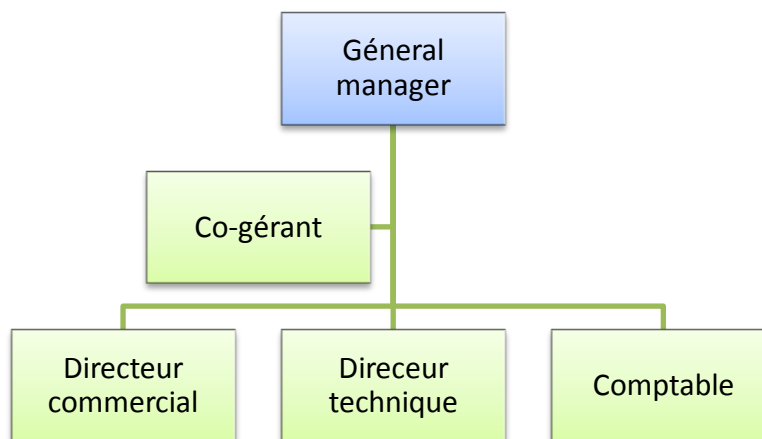 Géneral
manager
Co-gérant
Directeur
commercial
Direceur
technique
Comptable